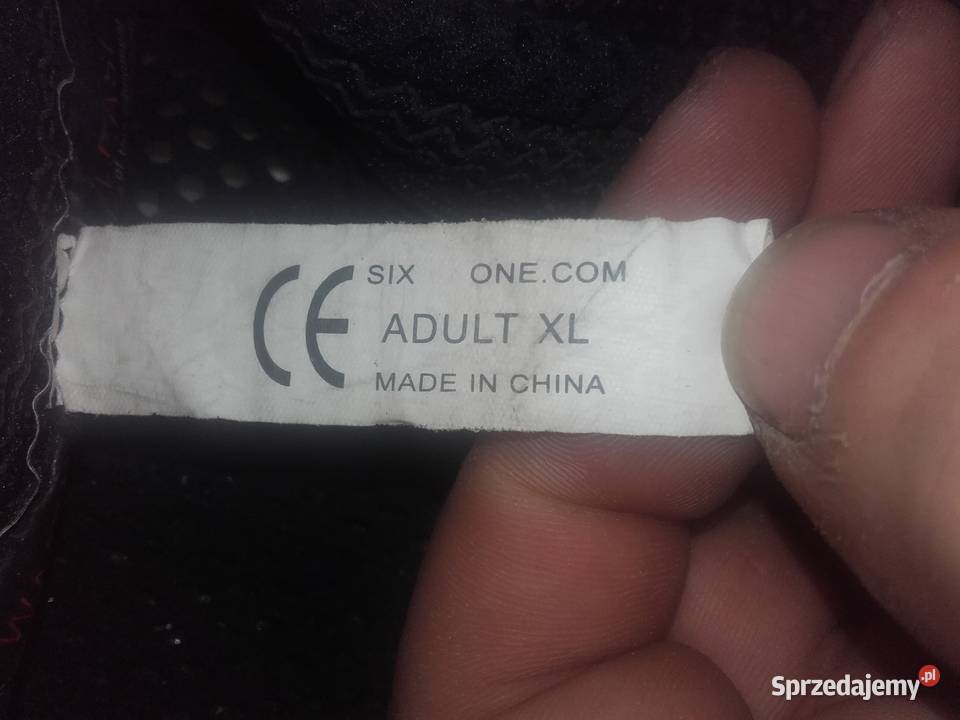 CE
SIX ONE.COM
ADULT XL
MADE IN CHINA
Sprzedajemy.pl